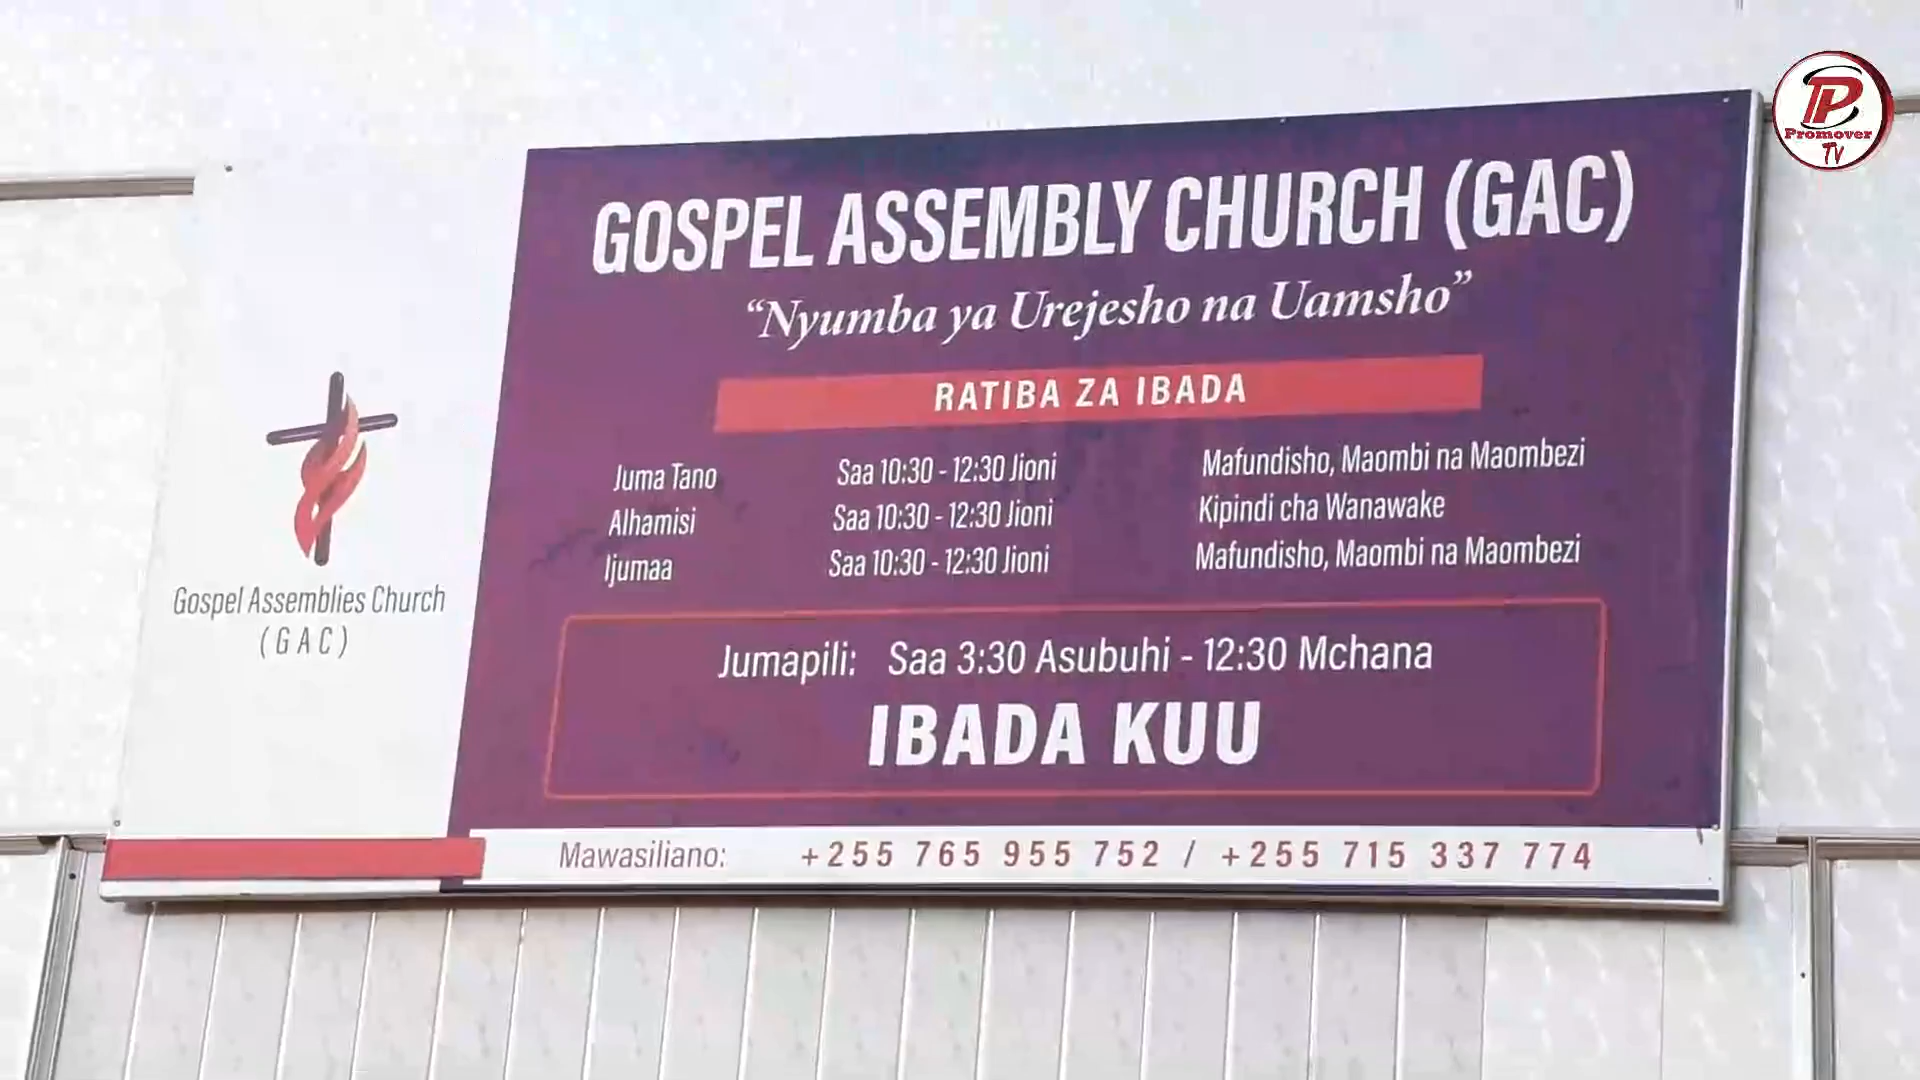 GOSPEL ASSEMBLY CHURCH (GAC)
“Nyumba ya Urejesho na Uamsho”
RATIBA ZA IBADA
Juma Tano Saa 10:30 - 12:30 Jioni Mafundisho, Maombi na Maombezi
Alhamisi Saa 10:30 - 12:30 Jioni Kipindi cha Wanawake
Ijumaa Saa 10:30 - 12:30 Jioni Mafundisho, Maombi na Maombezi
Jumapili: Saa 3:30 Asubuhi - 12:30 Mchana
IBADA KUU
Gospel Assemblies Church
(GAC)
Mawasiliano: +255 765 955 752 / +255 715 337 774
P
Promover
TV